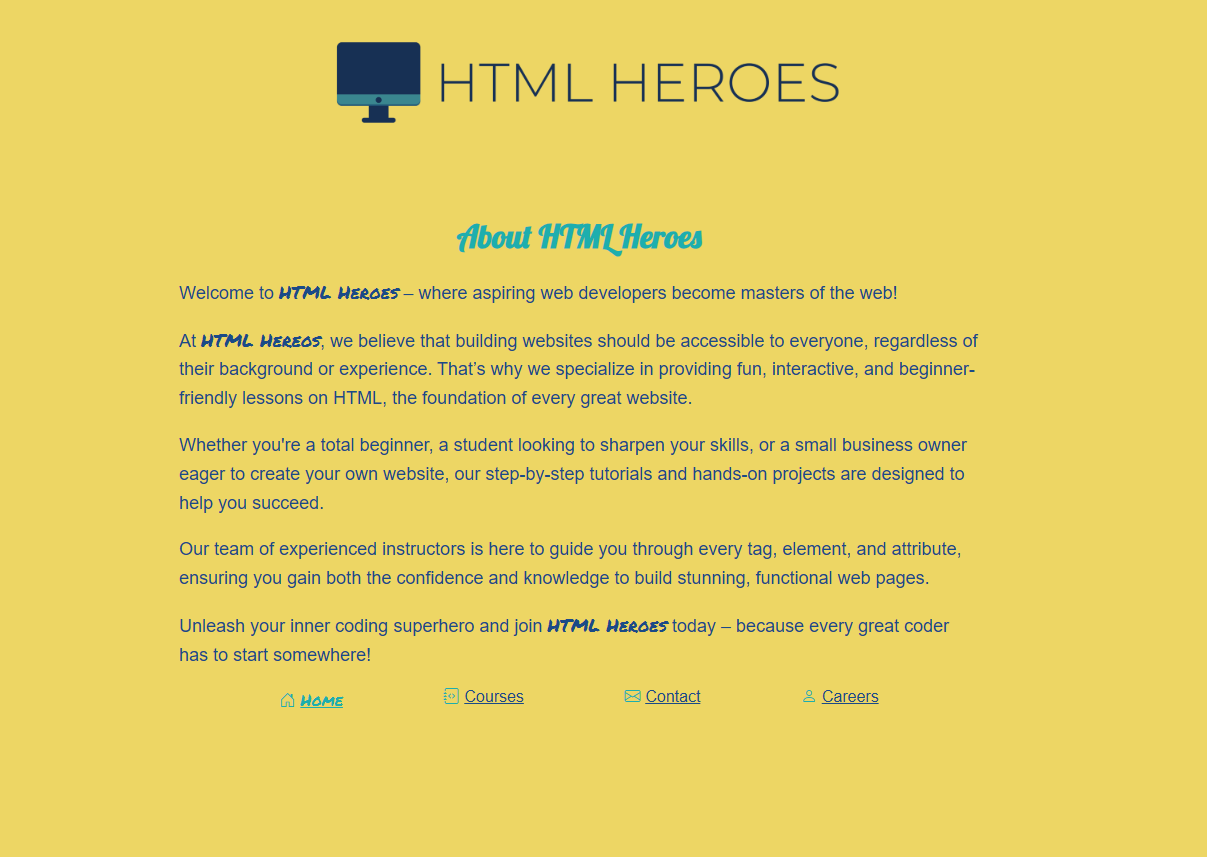 HTML HEROES
About HTML Heroes
Welcome to HTML Heroes – where aspiring web developers become masters of the web!
At HTML Hereos, we believe that building websites should be accessible to everyone, regardless of
their background or experience. That's why we specialize in providing fun, interactive, and beginner-
friendly lessons on HTML, the foundation of every great website.
Whether you're a total beginner, a student looking to sharpen your skills, or a small business owner
eager to create your own website, our step-by-step tutorials and hands-on projects are designed to
help you succeed.
Our team of experienced instructors is here to guide you through every tag, element, and attribute,
ensuring you gain both the confidence and knowledge to build stunning, functional web pages.
Unleash your inner coding superhero and join HTML Heroes today – because every great coder
has to start somewhere!
Home Courses Contact Careers